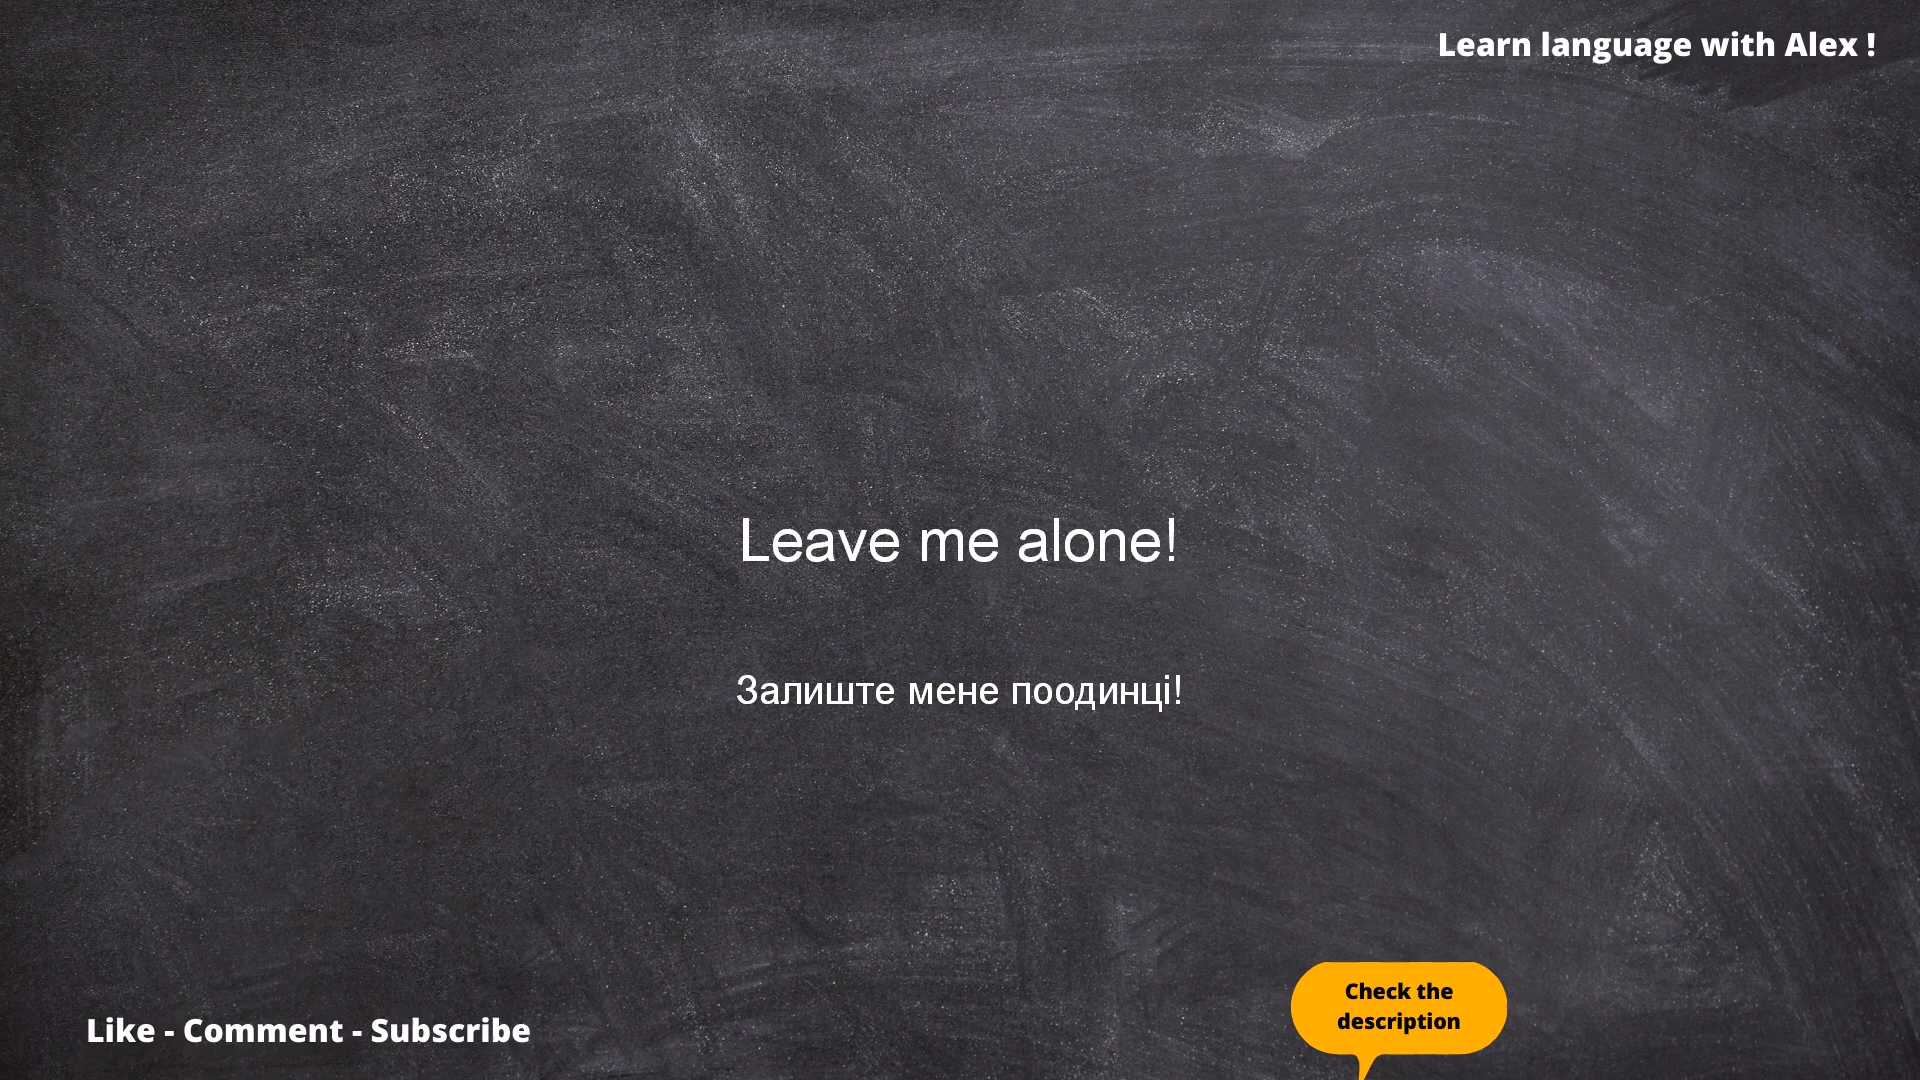 Learn language with Alex !
Leave me alone!
Залиште мене поодинці!
Check the
description
Like - Comment - Subscribe